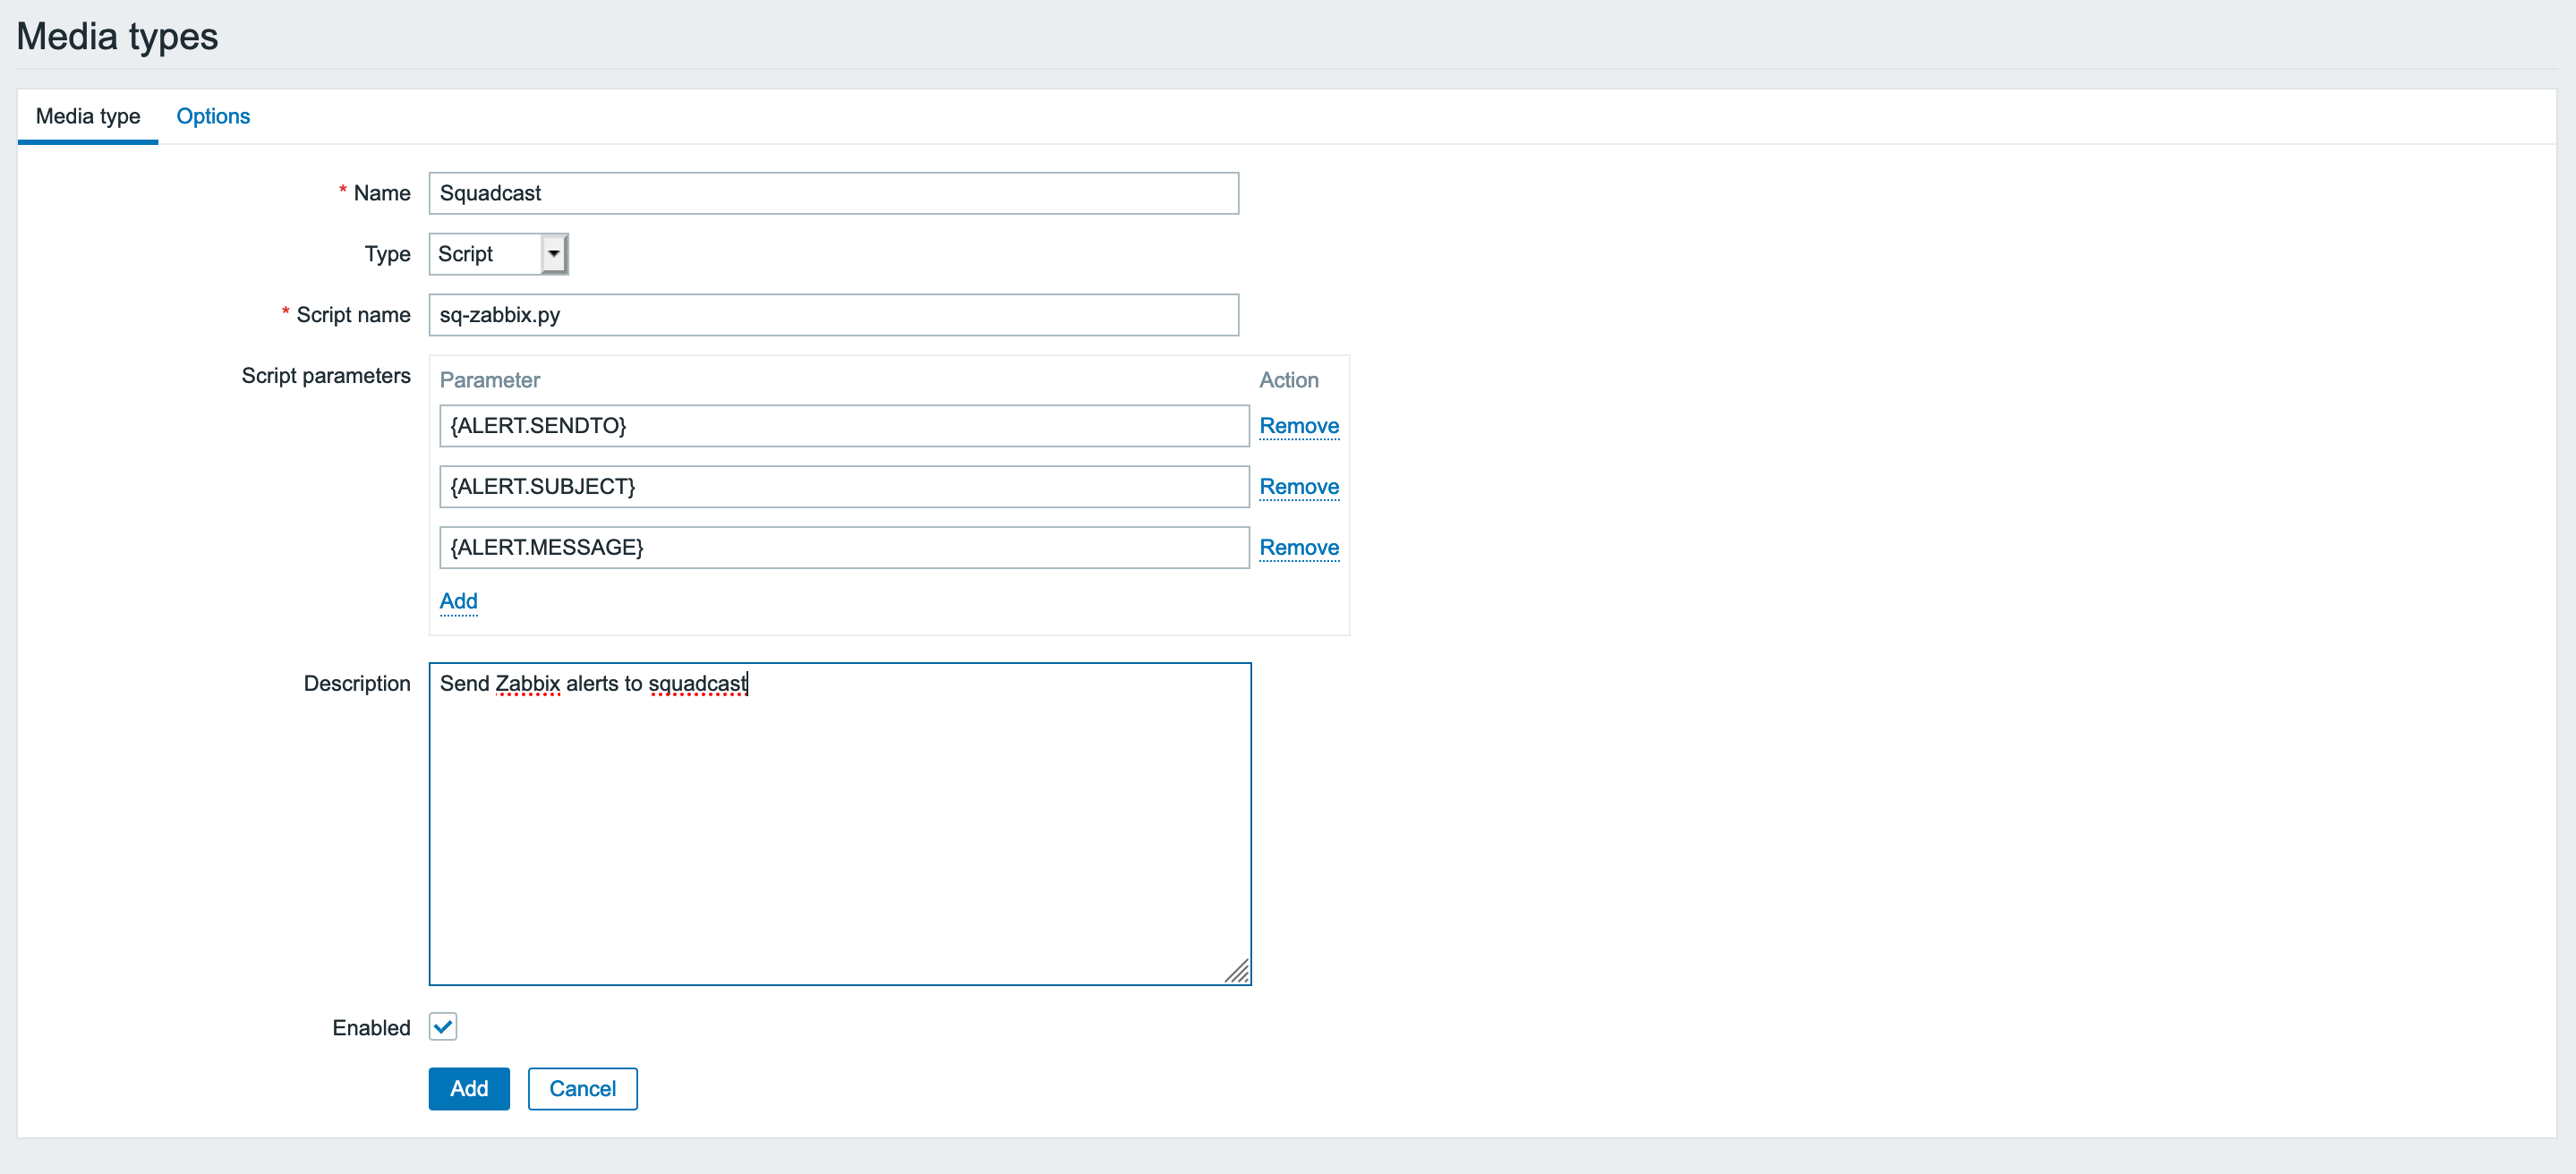 Media types
Media type Options
* Name Squadcast
Type Script
* Script name sq-zabbix.py
Script parameters Parameter Action
{ALERT.SENDTO} Remove
{ALERT.SUBJECT} Remove
{ALERT.MESSAGE} Remove
Add
Description Send Zabbix alerts to squadcast
Enabled
Add Cancel